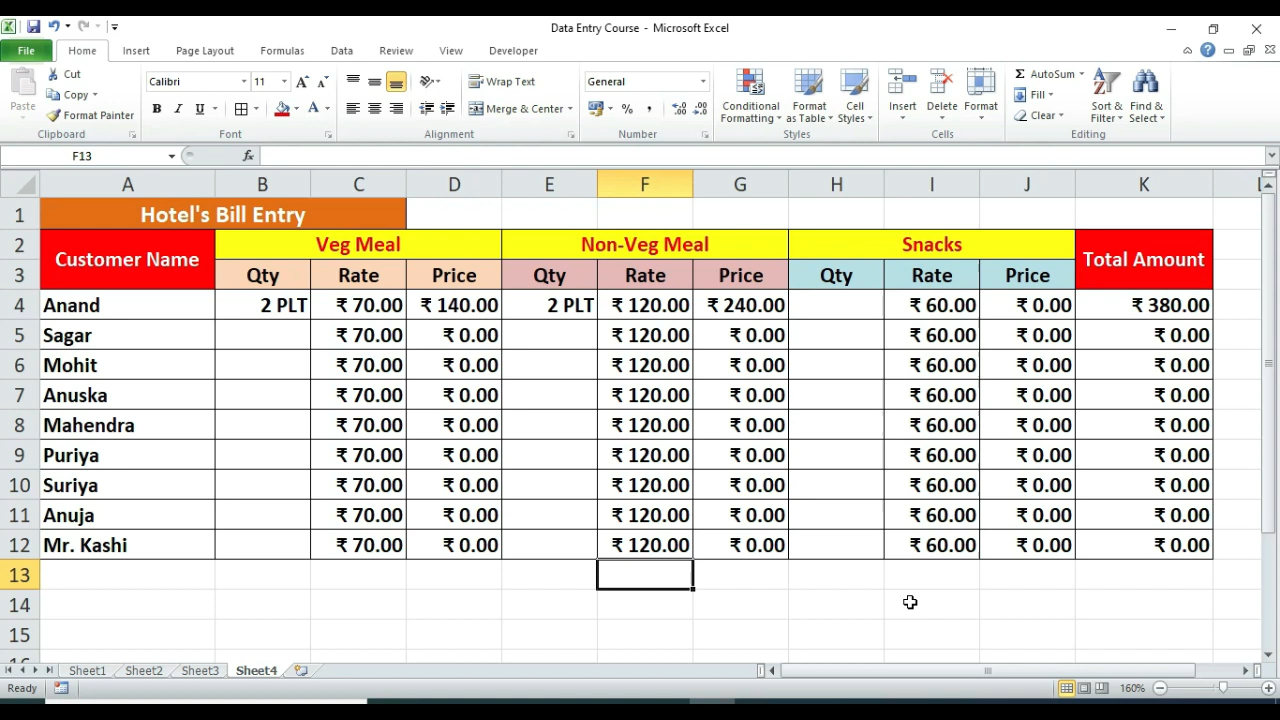 Data Entry Course - Microsoft Excel
File Home Insert Page Layout Formulas Data Review View Developer
Paste Cut Copy Format Painter Clipboard
Calibri 11 B I U A Font
Wrap Text Merge & Center Alignment
General % , Number
Conditional Formatting Format as Table Cell Styles Styles
Insert Delete Format Cells
Σ AutoSum Fill Clear Sort & Filter Find & Select Editing
F13 fx
A B C D E F G H I J K
1 Hotel's Bill Entry
2 Customer Name Veg Meal Non-Veg Meal Snacks Total Amount
3 Qty Rate Price Qty Rate Price Qty Rate Price
4 Anand 2 PLT ₹ 70.00 ₹ 140.00 2 PLT ₹ 120.00 ₹ 240.00 ₹ 60.00 ₹ 0.00 ₹ 380.00
5 Sagar ₹ 70.00 ₹ 0.00 ₹ 120.00 ₹ 0.00 ₹ 60.00 ₹ 0.00 ₹ 0.00
6 Mohit ₹ 70.00 ₹ 0.00 ₹ 120.00 ₹ 0.00 ₹ 60.00 ₹ 0.00 ₹ 0.00
7 Anuska ₹ 70.00 ₹ 0.00 ₹ 120.00 ₹ 0.00 ₹ 60.00 ₹ 0.00 ₹ 0.00
8 Mahendra ₹ 70.00 ₹ 0.00 ₹ 120.00 ₹ 0.00 ₹ 60.00 ₹ 0.00 ₹ 0.00
9 Puriya ₹ 70.00 ₹ 0.00 ₹ 120.00 ₹ 0.00 ₹ 60.00 ₹ 0.00 ₹ 0.00
10 Suriya ₹ 70.00 ₹ 0.00 ₹ 120.00 ₹ 0.00 ₹ 60.00 ₹ 0.00 ₹ 0.00
11 Anuja ₹ 70.00 ₹ 0.00 ₹ 120.00 ₹ 0.00 ₹ 60.00 ₹ 0.00 ₹ 0.00
12 Mr. Kashi ₹ 70.00 ₹ 0.00 ₹ 120.00 ₹ 0.00 ₹ 60.00 ₹ 0.00 ₹ 0.00
13
14
15
Sheet1 Sheet2 Sheet3 Sheet4
Ready 160%